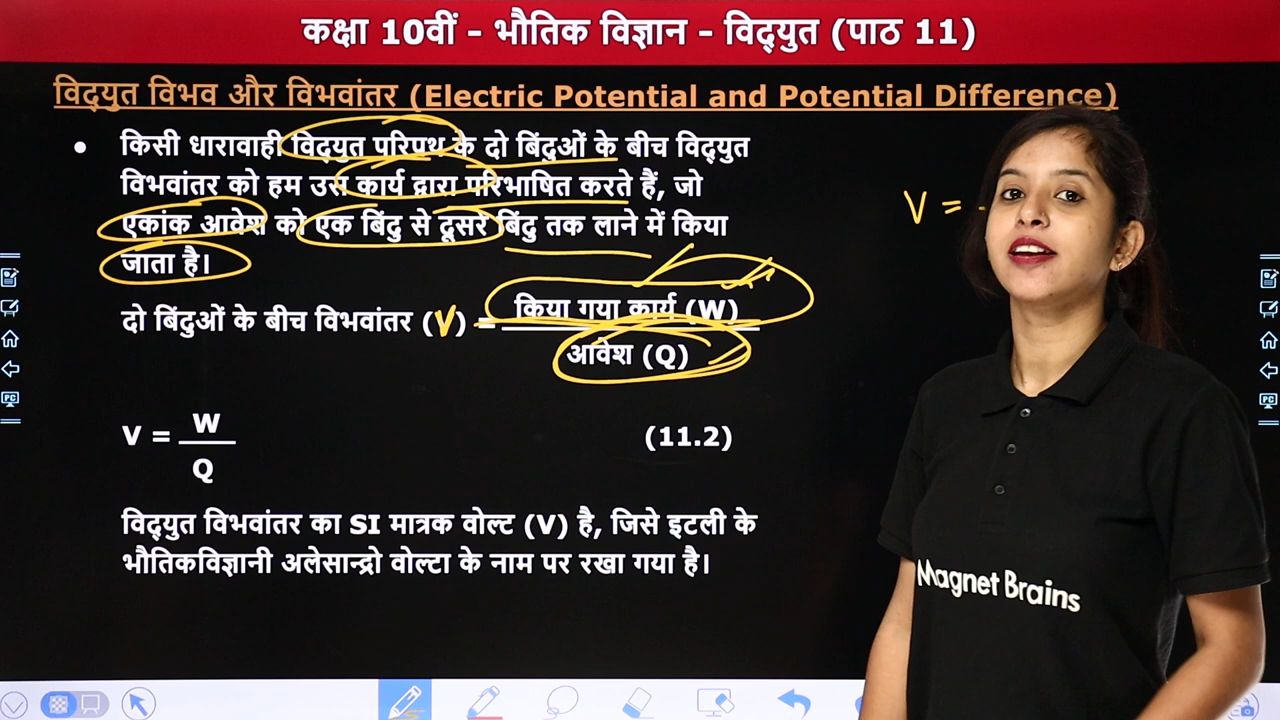 कक्षा 10वीं - भौतिक विज्ञान - विद्युत (पाठ 11)
विद्युत विभव और विभवांतर (Electric Potential and Potential Difference)
• किसी धारावाही विद्युत परिपथ के दो बिंदुओं के बीच विद्युत
विभवांतर को हम उस कार्य द्वारा परिभाषित करते हैं, जो
एकांक आवेश को एक बिंदु से दूसरे बिंदु तक लाने में किया
जाता है।
V =
दो बिंदुओं के बीच विभवांतर (V) = किया गया कार्य (W)
आवेश (Q)
V = W
Q
(11.2)
विद्युत विभवांतर का SI मात्रक वोल्ट (V) है, जिसे इटली के
भौतिकविज्ञानी अलेसान्द्रो वोल्टा के नाम पर रखा गया है।
Magnet Brains
PC
PC